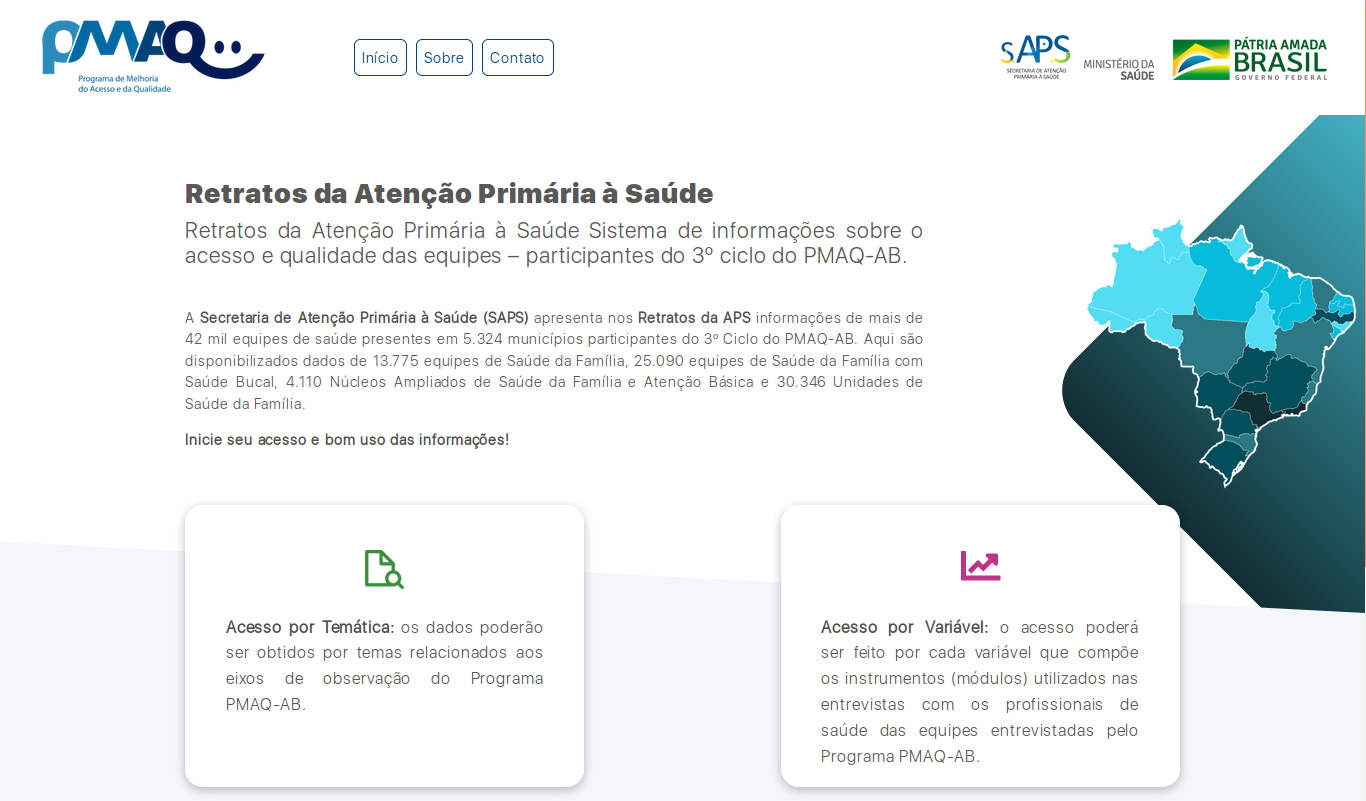 PMAQ
Programa de Melhoria
do Acesso e da Qualidade
Início
Sobre
Contato
sAPS
SECRETARIA DE ATENÇÃO
PRIMÁRIA À SAÚDE
MINISTÉRIO DA
SAÚDE
PÁTRIA AMADA
BRASIL
GOVERNO FEDERAL
Retratos da Atenção Primária à Saúde
Retratos da Atenção Primária à Saúde Sistema de informações sobre o
acesso e qualidade das equipes – participantes do 3º ciclo do PMAQ-AB.
A Secretaria de Atenção Primária à Saúde (SAPS) apresenta nos Retratos da APS informações de mais de
42 mil equipes de saúde presentes em 5.324 municípios participantes do 3º Ciclo do PMAQ-AB. Aqui são
disponibilizados dados de 13.775 equipes de Saúde da Família, 25.090 equipes de Saúde da Família com
Saúde Bucal, 4.110 Núcleos Ampliados de Saúde da Família e Atenção Básica e 30.346 Unidades de
Saúde da Família.
Inicie seu acesso e bom uso das informações!
Acesso por Temática: os dados poderão
ser obtidos por temas relacionados aos
eixos de observação do Programa
PMAQ-AB.
Acesso por Variável: o acesso poderá
ser feito por cada variável que compõe
os instrumentos (módulos) utilizados nas
entrevistas com os profissionais de
saúde das equipes entrevistadas pelo
Programa PMAQ-AB.